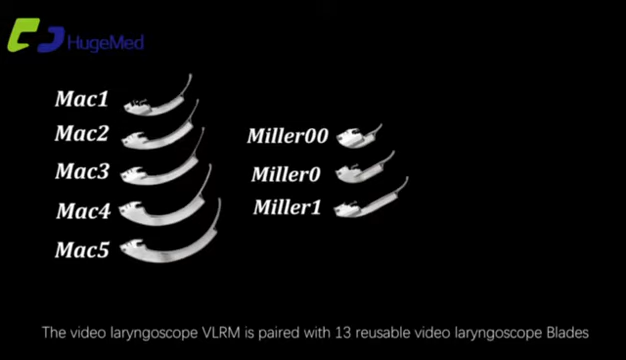 HugeMed
Mac1
Mac2
Mac3
Mac4
Mac5
Miller00
Miller0
Miller1
The video laryngoscope VLRM is paired with 13 reusable video laryngoscope Blades